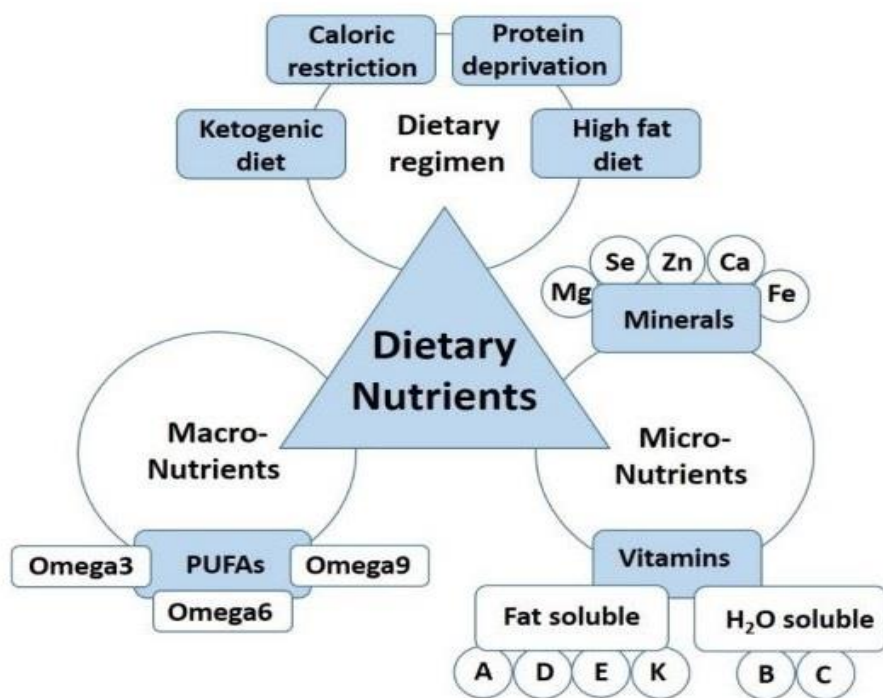 Caloric
restriction
Protein
deprivation
Ketogenic
diet
Dietary
regimen
High fat
diet
Se
Zn
Ca
Mg
Fe
Minerals
Dietary
Nutrients
Macro-
Nutrients
Micro-
Nutrients
Omega3
PUFAs
Omega9
Omega6
Vitamins
Fat soluble
H₂O soluble
A
D
E
K
B
C